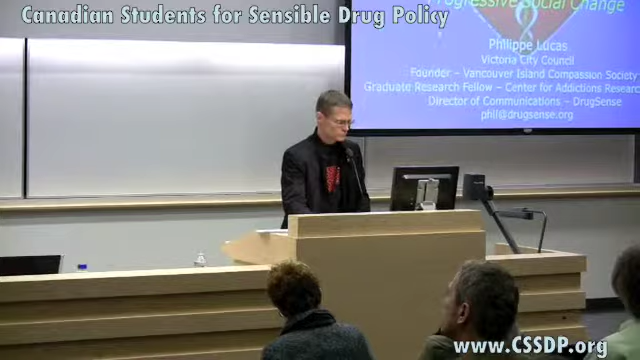 Canadian Students for Sensible Drug Policy
Progressive Social Change
Philippe Lucas
Victoria City Council
Founder – Vancouver Island Compassion Society
Graduate Research Fellow – Center for Addictions Resear
Director of Communications – DrugSense
phil@drugsense.org
www.CSSDP.org